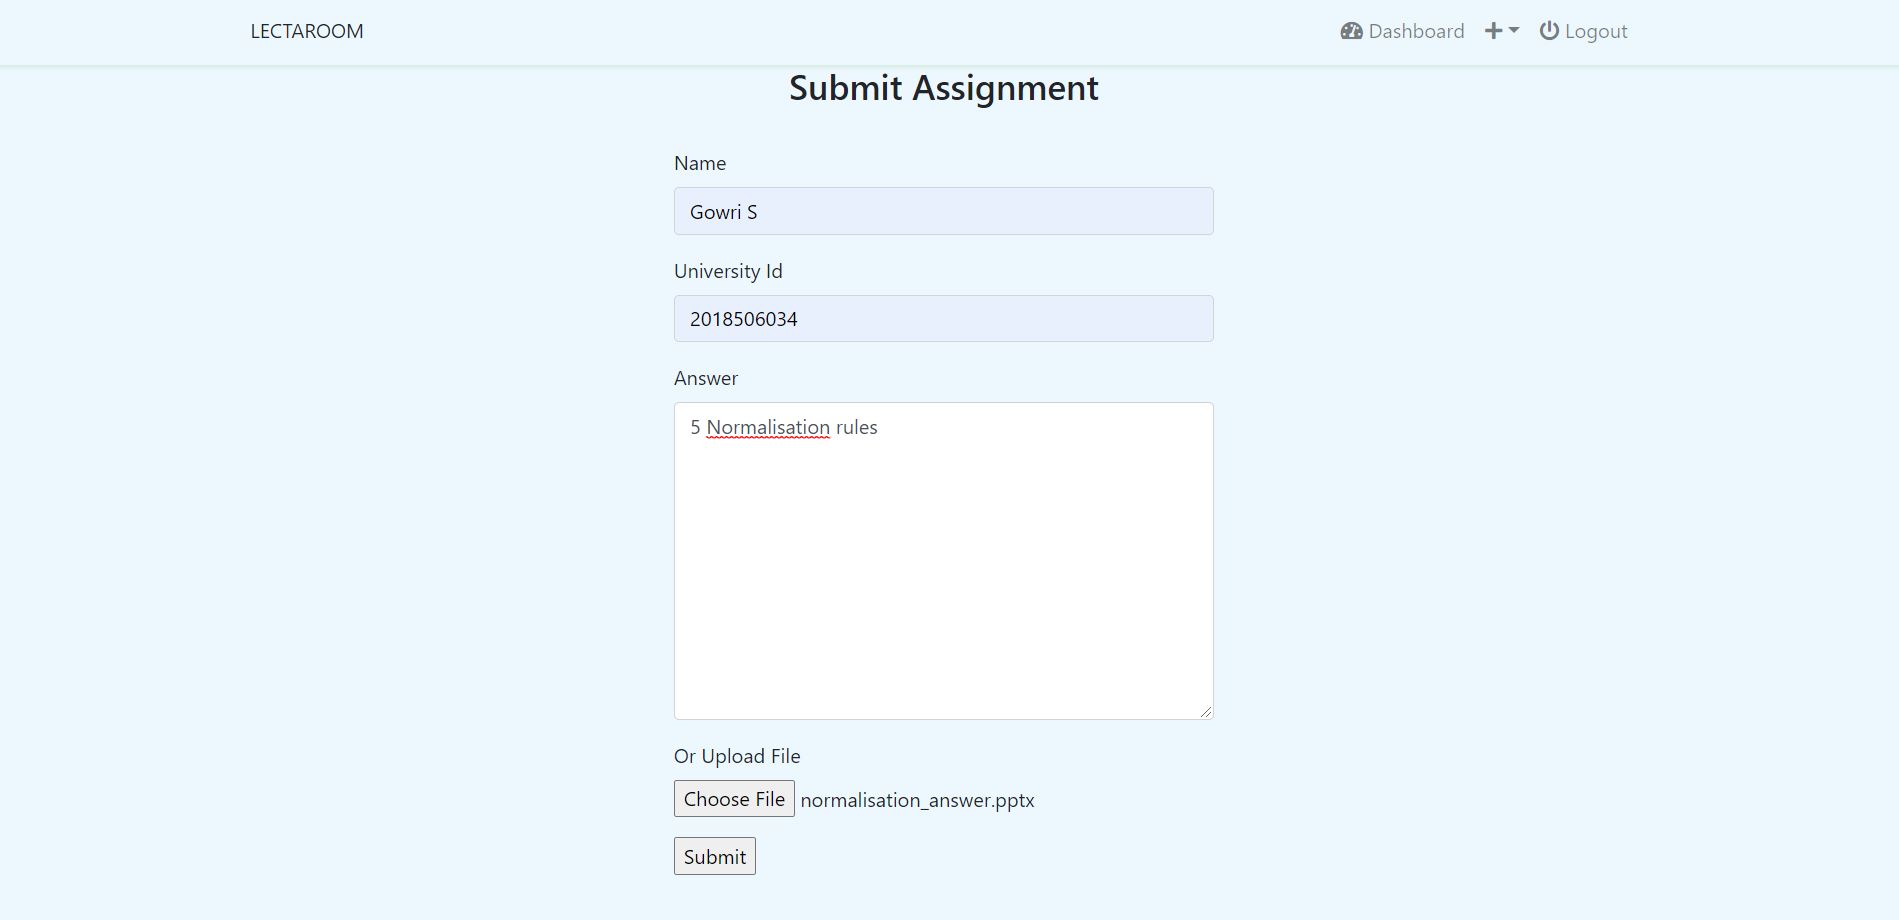 LECTAROOM Dashboard Logout
Submit Assignment
Name
Gowri S
University Id
2018506034
Answer
5 Normalisation rules
Or Upload File
Choose File normalisation_answer.pptx
Submit